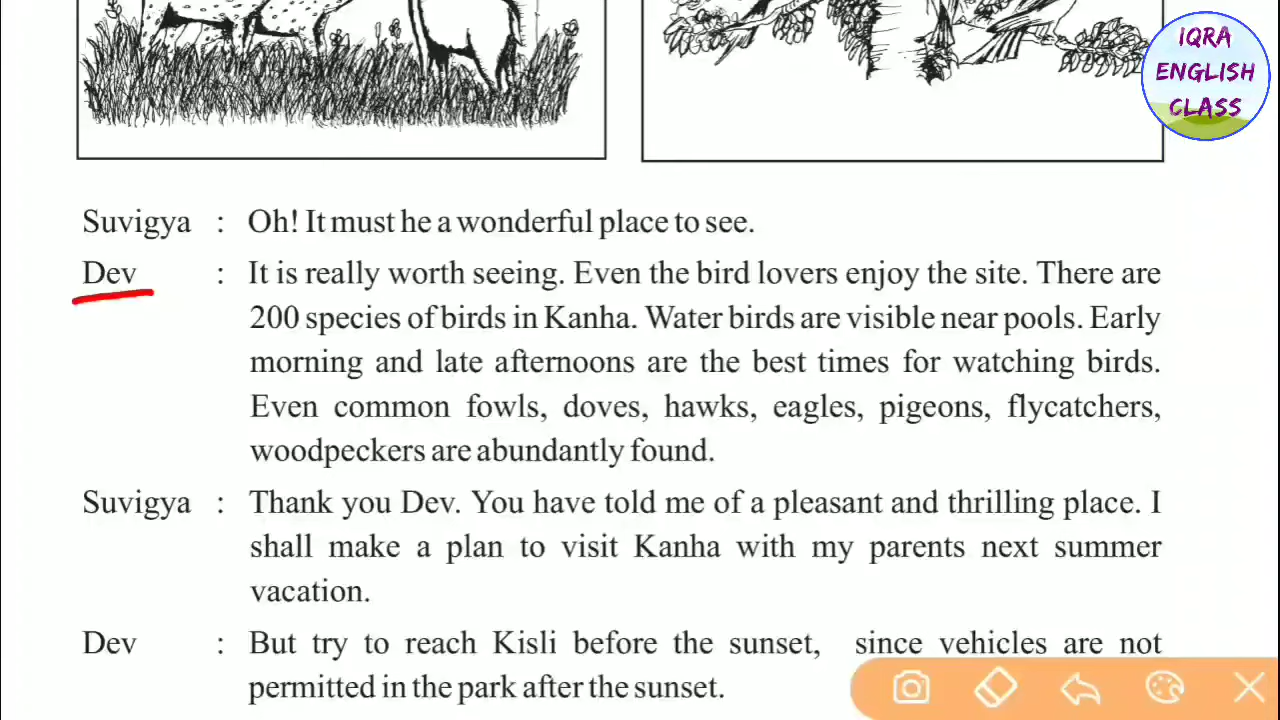 IQRA
ENGLISH
CLASS
Suvigya : Oh! It must he a wonderful place to see.
Dev : It is really worth seeing. Even the bird lovers enjoy the site. There are
200 species of birds in Kanha. Water birds are visible near pools. Early
morning and late afternoons are the best times for watching birds.
Even common fowls, doves, hawks, eagles, pigeons, flycatchers,
woodpeckers are abundantly found.
Suvigya : Thank you Dev. You have told me of a pleasant and thrilling place. I
shall make a plan to visit Kanha with my parents next summer
vacation.
Dev : But try to reach Kisli before the sunset, since vehicles are not
permitted in the park after the sunset.